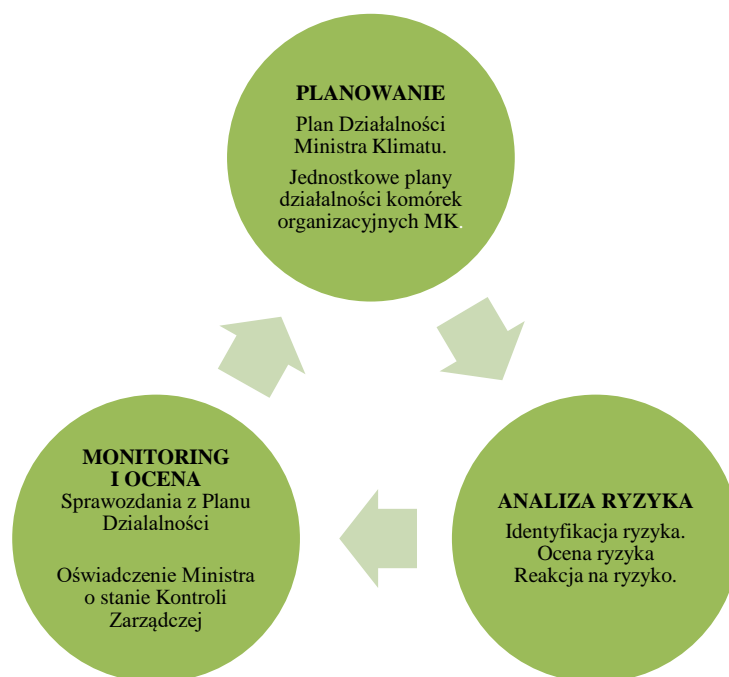 PLANOWANIE
Plan Działalności
Ministra Klimatu.
Jednostkowe plany
działalności komórek
organizacyjnych MK.
ANALIZA RYZYKA
Identyfikacja ryzyka.
Ocena ryzyka
Reakcja na ryzyko.
MONITORING
I OCENA
Sprawozdania z Planu
Dzialalności
Oświadczenie Ministra
o stanie Kontroli
Zarządczej